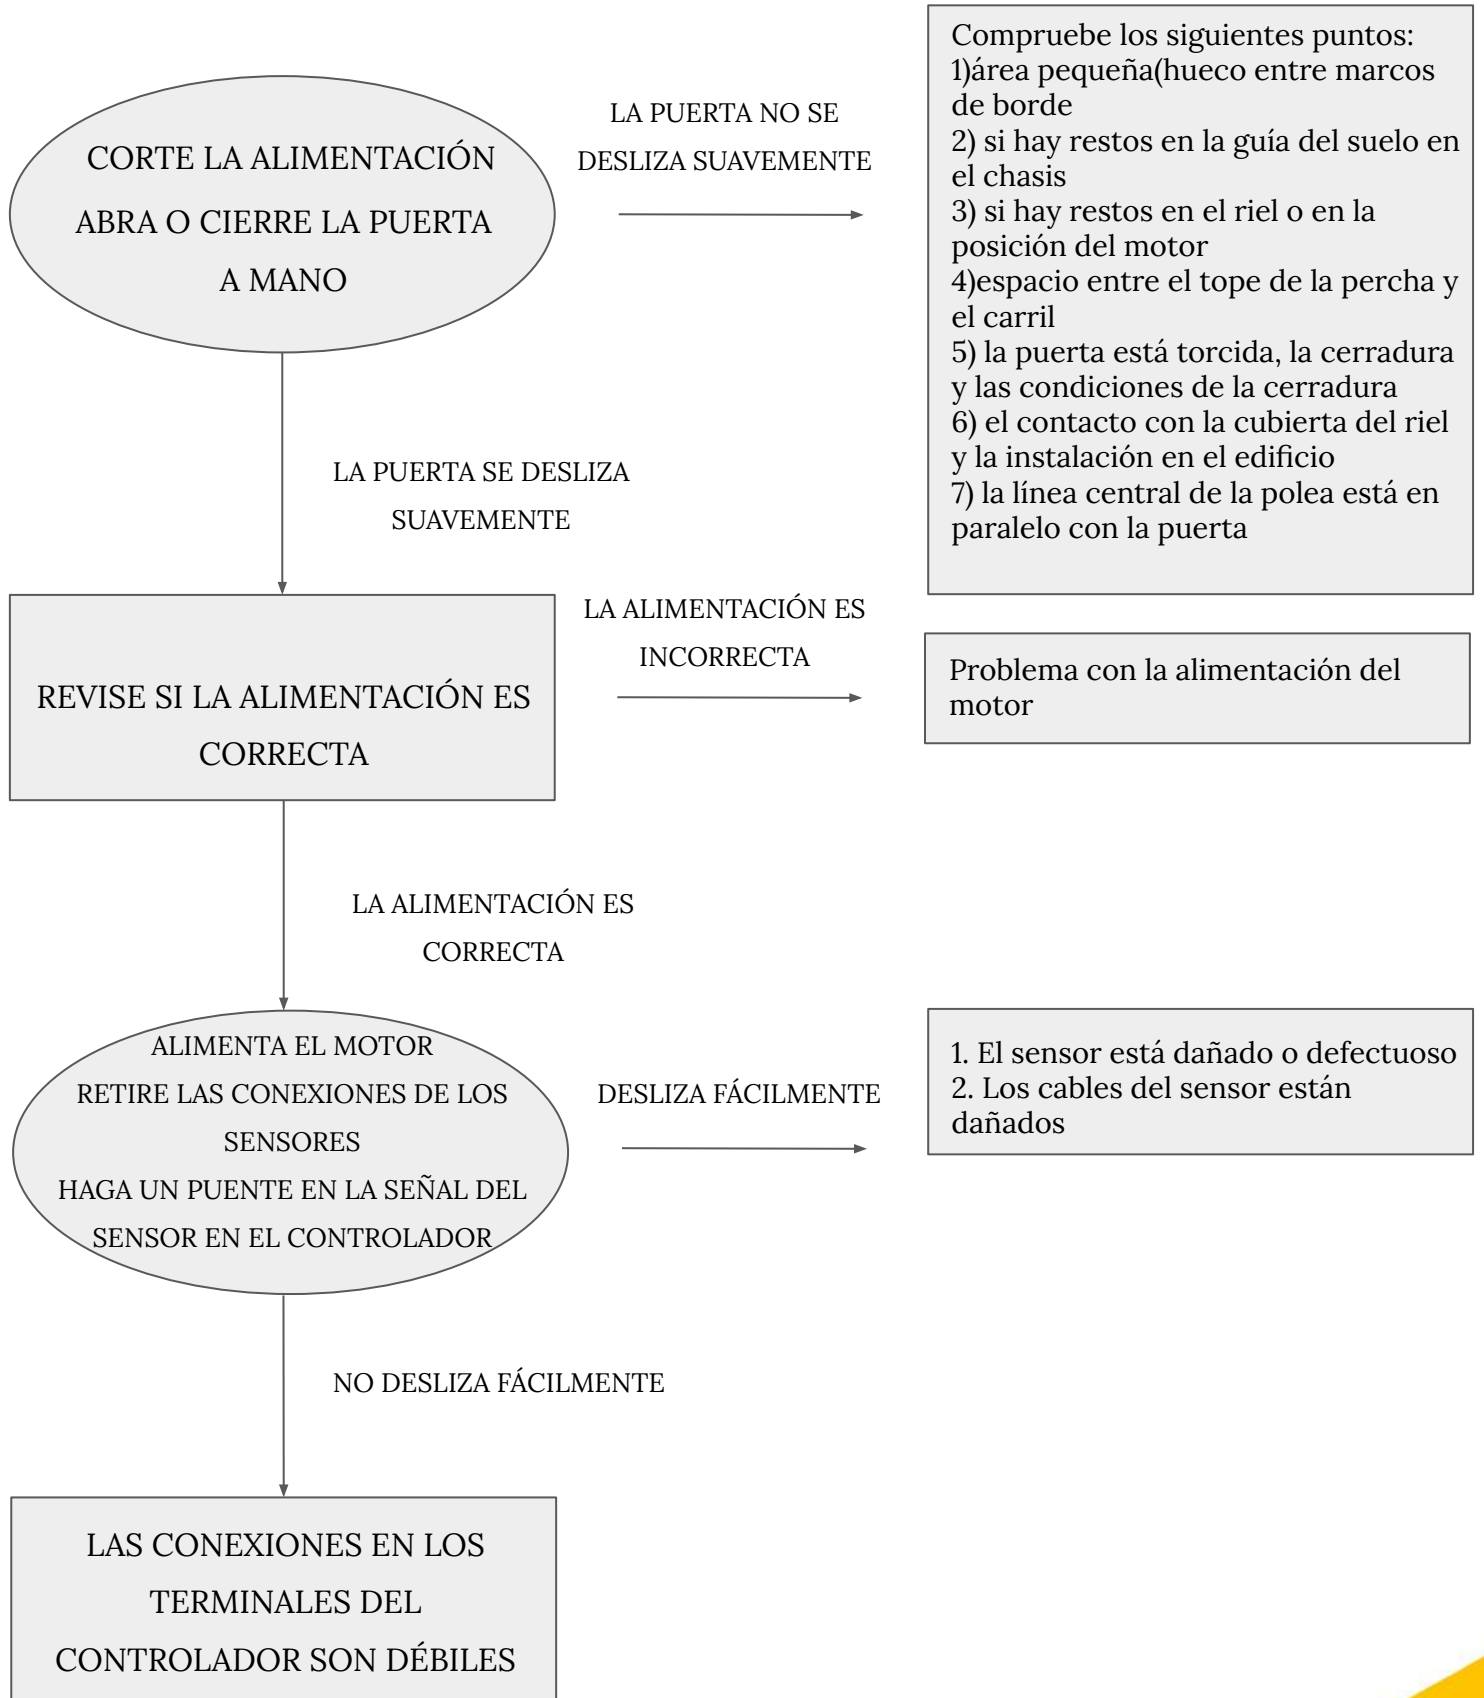 CORTE LA ALIMENTACIÓN
ABRA O CIERRE LA PUERTA
A MANO
LA PUERTA NO SE
DESLIZA SUAVEMENTE
Compruebe los siguientes puntos:
1)área pequeña(hueco entre marcos
de borde
2) si hay restos en la guía del suelo en
el chasis
3) si hay restos en el riel o en la
posición del motor
4)espacio entre el tope de la percha y
el carril
5) la puerta está torcida, la cerradura
y las condiciones de la cerradura
6) el contacto con la cubierta del riel
y la instalación en el edificio
7) la línea central de la polea está en
paralelo con la puerta
LA PUERTA SE DESLIZA
SUAVEMENTE
REVISE SI LA ALIMENTACIÓN ES
CORRECTA
LA ALIMENTACIÓN ES
INCORRECTA
Problema con la alimentación del
motor
LA ALIMENTACIÓN ES
CORRECTA
ALIMENTA EL MOTOR
RETIRE LAS CONEXIONES DE LOS
SENSORES
HAGA UN PUENTE EN LA SEÑAL DEL
SENSOR EN EL CONTROLADOR
DESLIZA FÁCILMENTE
1. El sensor está dañado o defectuoso
2. Los cables del sensor están
dañados
NO DESLIZA FÁCILMENTE
LAS CONEXIONES EN LOS
TERMINALES DEL
CONTROLADOR SON DÉBILES